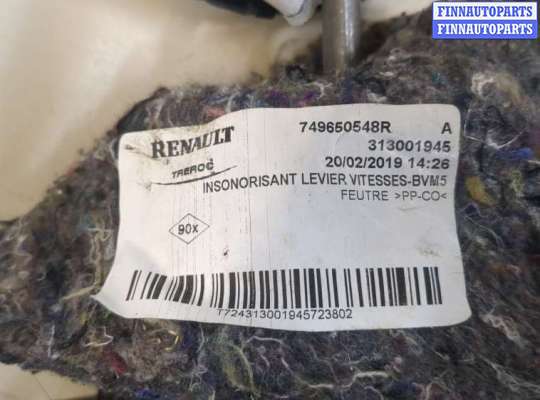 FINNAUTOPARTS
FINNAUTOPARTS
RENAULT
749650548R A
313001945
20/02/2019 14:26
INSONORISANT LEVIER VITESSES-BVM5
FEUTRE >PP-CO<
90x
T7243130019457238​02